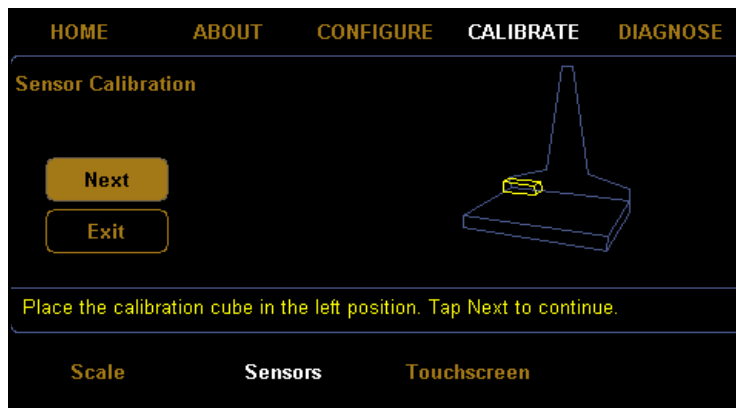 HOME ABOUT CONFIGURE CALIBRATE DIAGNOSE
Sensor Calibration
Next
Exit
Place the calibration cube in the left position. Tap Next to continue.
Scale Sensors Touchscreen